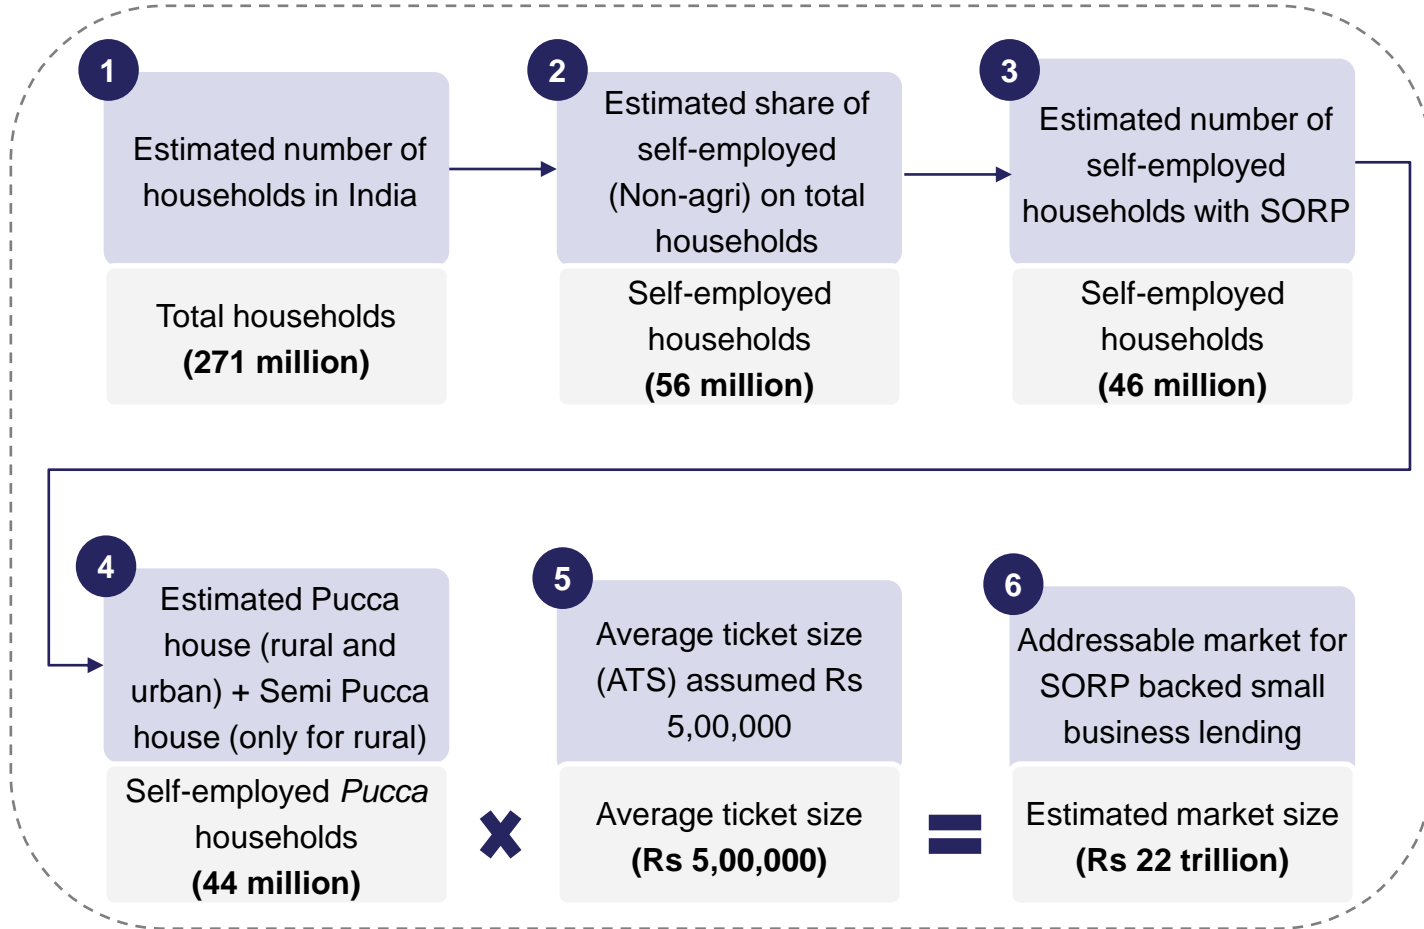 1
Estimated number of
households in India
Total households
(271 million)
2
Estimated share of
self-employed
(Non-agri) on total
households
Self-employed
households
(56 million)
3
Estimated number of
self-employed
households with SORP
Self-employed
households
(46 million)
4
Estimated Pucca
house (rural and
urban) + Semi Pucca
house (only for rural)
Self-employed Pucca
households
(44 million)
5
Average ticket size
(ATS) assumed Rs
5,00,000
Average ticket size
(Rs 5,00,000)
6
Addressable market for
SORP backed small
business lending
Estimated market size
(Rs 22 trillion)